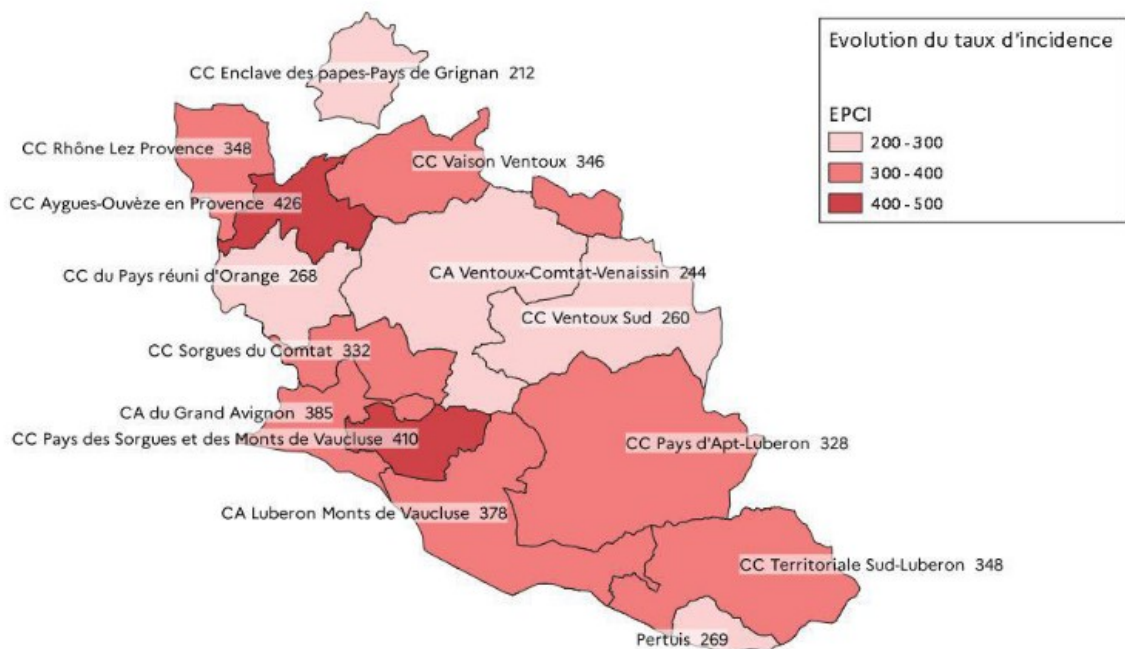 Evolution du taux d'incidence
EPCI
200 - 300
300 - 400
400 - 500
CC Enclave des papes-Pays de Grignan 212
CC Rhône Lez Provence 348
CC Vaison Ventoux 346
CC Aygues-Ouvèze en Provence 426
CC du Pays réuni d'Orange 268
CA Ventoux-Comtat-Venaissin 244
CC Ventoux Sud 260
CC Sorgues du Comtat 332
CA du Grand Avignon 385
CC Pays des Sorgues et des Monts de Vaucluse 410
CC Pays d'Apt-Luberon 328
CA Luberon Monts de Vaucluse 378
CC Territoriale Sud-Luberon 348
Pertuis 269